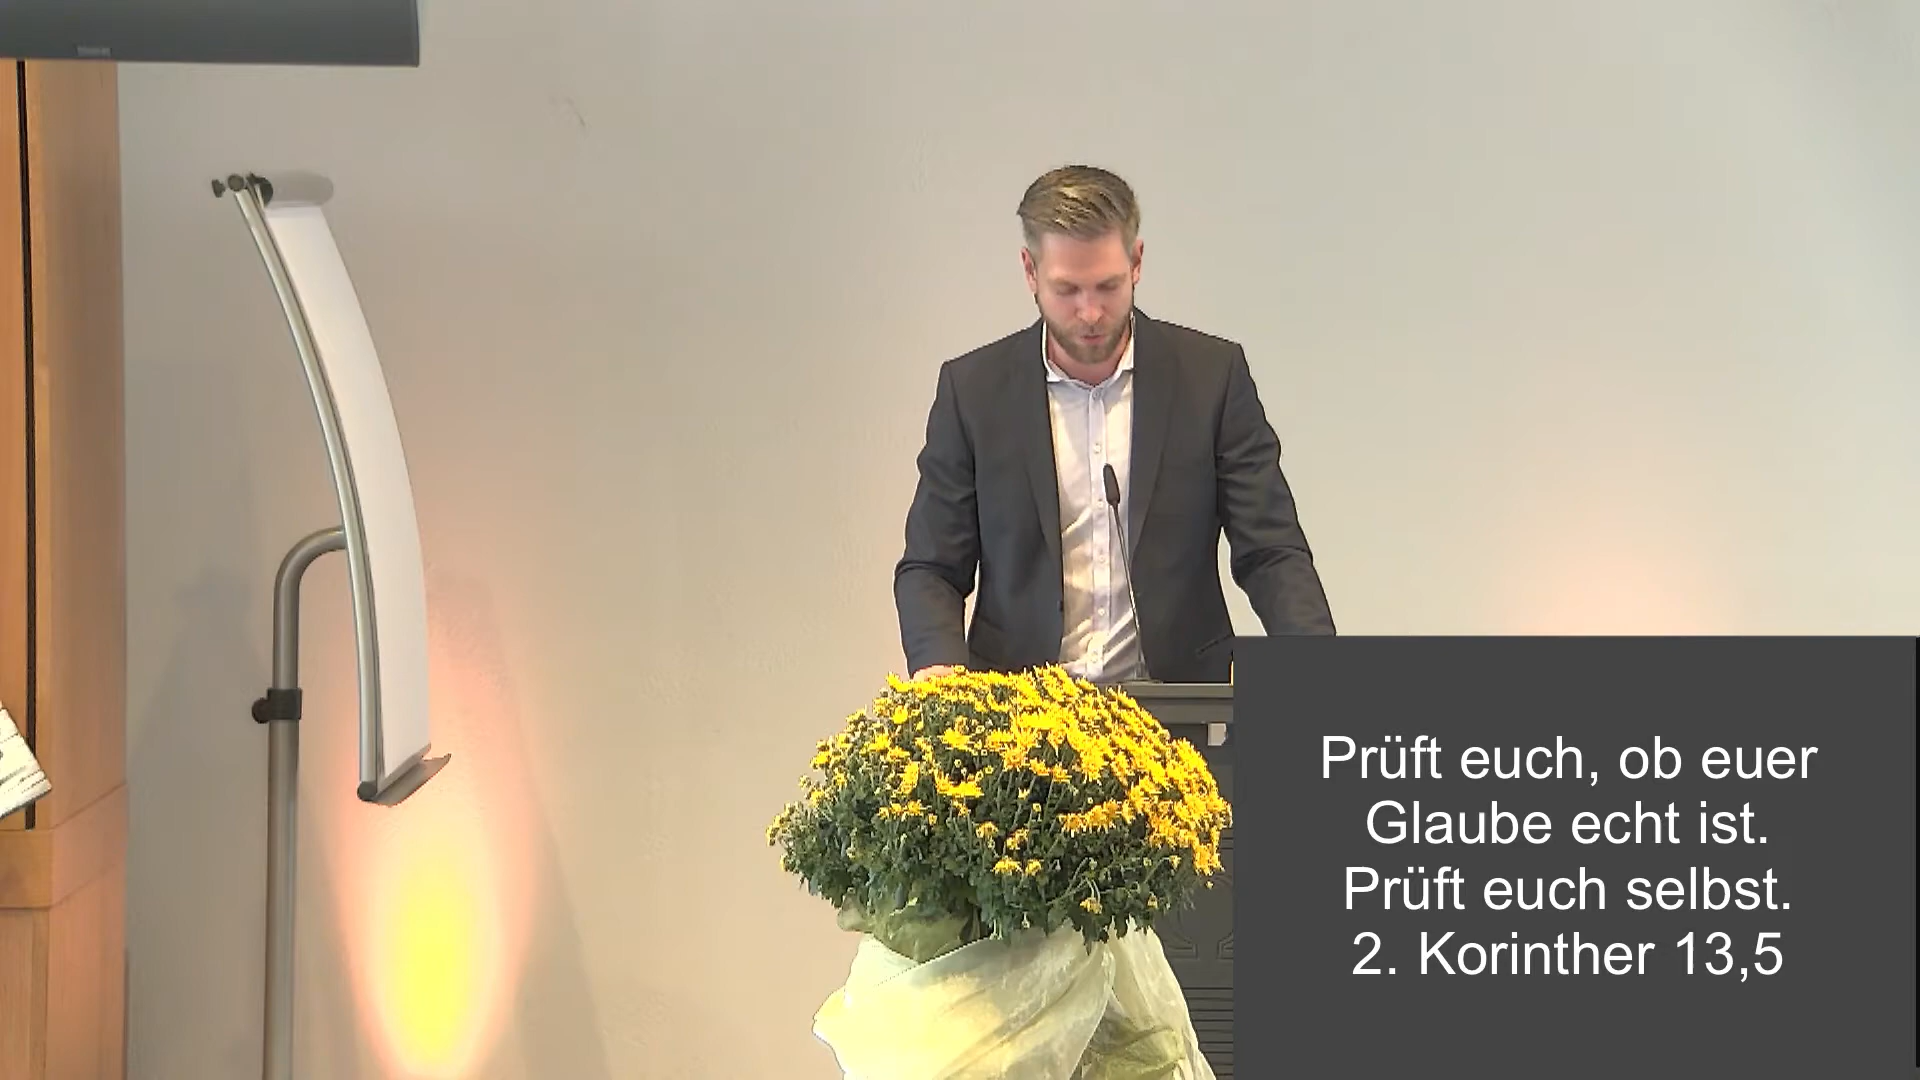 Prüft euch, ob euer
Glaube echt ist.
Prüft euch selbst.
2. Korinther 13,5